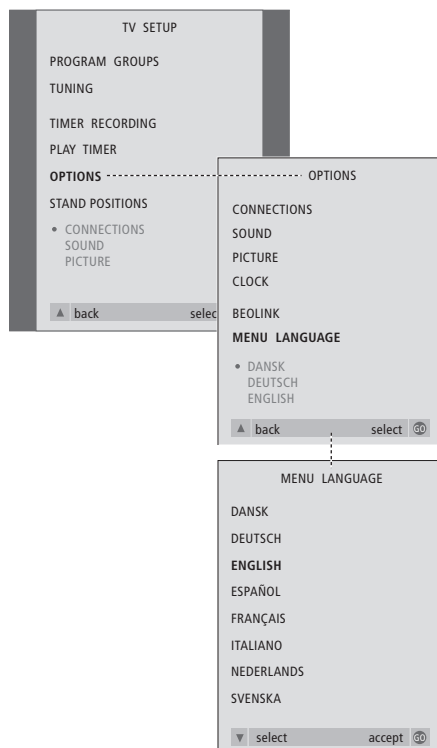 TV SETUP
PROGRAM GROUPS
TUNING
TIMER RECORDING
PLAY TIMER
OPTIONS
STAND POSITIONS
• CONNECTIONS
SOUND
PICTURE
▲ back selec
OPTIONS
CONNECTIONS
SOUND
PICTURE
CLOCK
BEOLINK
MENU LANGUAGE
• DANSK
DEUTSCH
ENGLISH
▲ back select GO
MENU LANGUAGE
DANSK
DEUTSCH
ENGLISH
ESPAÑOL
FRANÇAIS
ITALIANO
NEDERLANDS
SVENSKA
▼ select accept GO